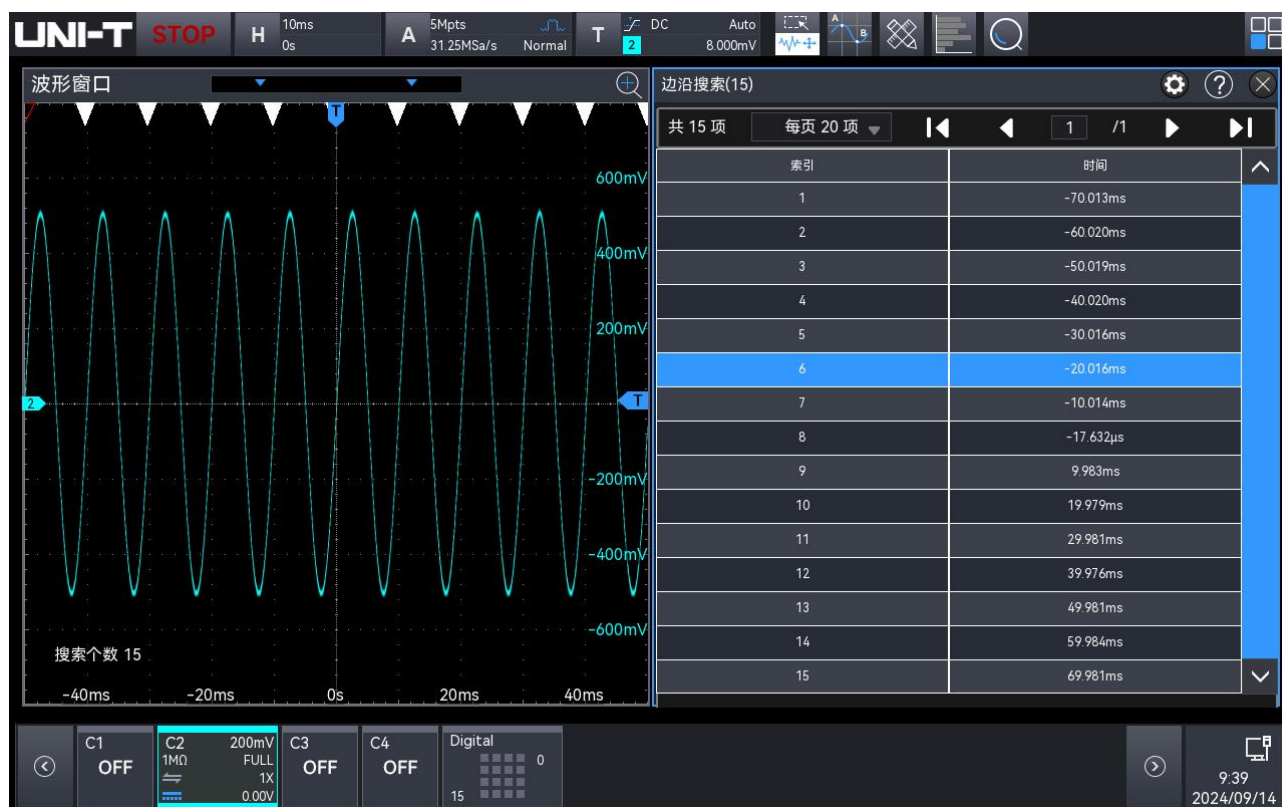 UNI-T STOP H 10ms 0s A 5Mpts 31.25MSa/s Normal T DC 2 Auto 8.000mV A B
波形窗口
T
600mV
400mV
200mV
2 T
-200mV
-400mV
-600mV
搜索个数 15
-40ms -20ms 0s 20ms 40ms
边沿搜索(15) ?
共 15 项 每页 20 项 1 /1
索引 时间
1 -70.013ms
2 -60.020ms
3 -50.019ms
4 -40.020ms
5 -30.016ms
6 -20.016ms
7 -10.014ms
8 -17.632μs
9 9.983ms
10 19.979ms
11 29.981ms
12 39.976ms
13 49.981ms
14 59.984ms
15 69.981ms
C1 OFF
C2 200mV
1MΩ FULL
1X
0.00V
C3 OFF
C4 OFF
Digital
0
15
9:39
2024/09/14